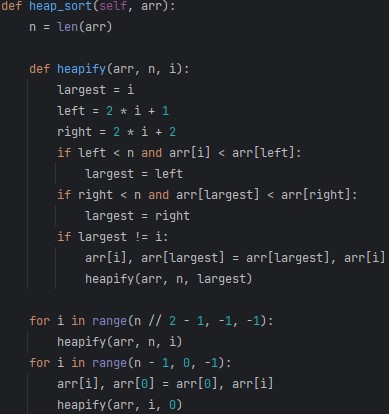 def heap_sort(self, arr):
    n = len(arr)

    def heapify(arr, n, i):
        largest = i
        left = 2 * i + 1
        right = 2 * i + 2
        if left < n and arr[i] < arr[left]:
            largest = left
        if right < n and arr[largest] < arr[right]:
            largest = right
        if largest != i:
            arr[i], arr[largest] = arr[largest], arr[i]
            heapify(arr, n, largest)

    for i in range(n // 2 - 1, -1, -1):
        heapify(arr, n, i)
    for i in range(n - 1, 0, -1):
        arr[i], arr[0] = arr[0], arr[i]
        heapify(arr, i, 0)